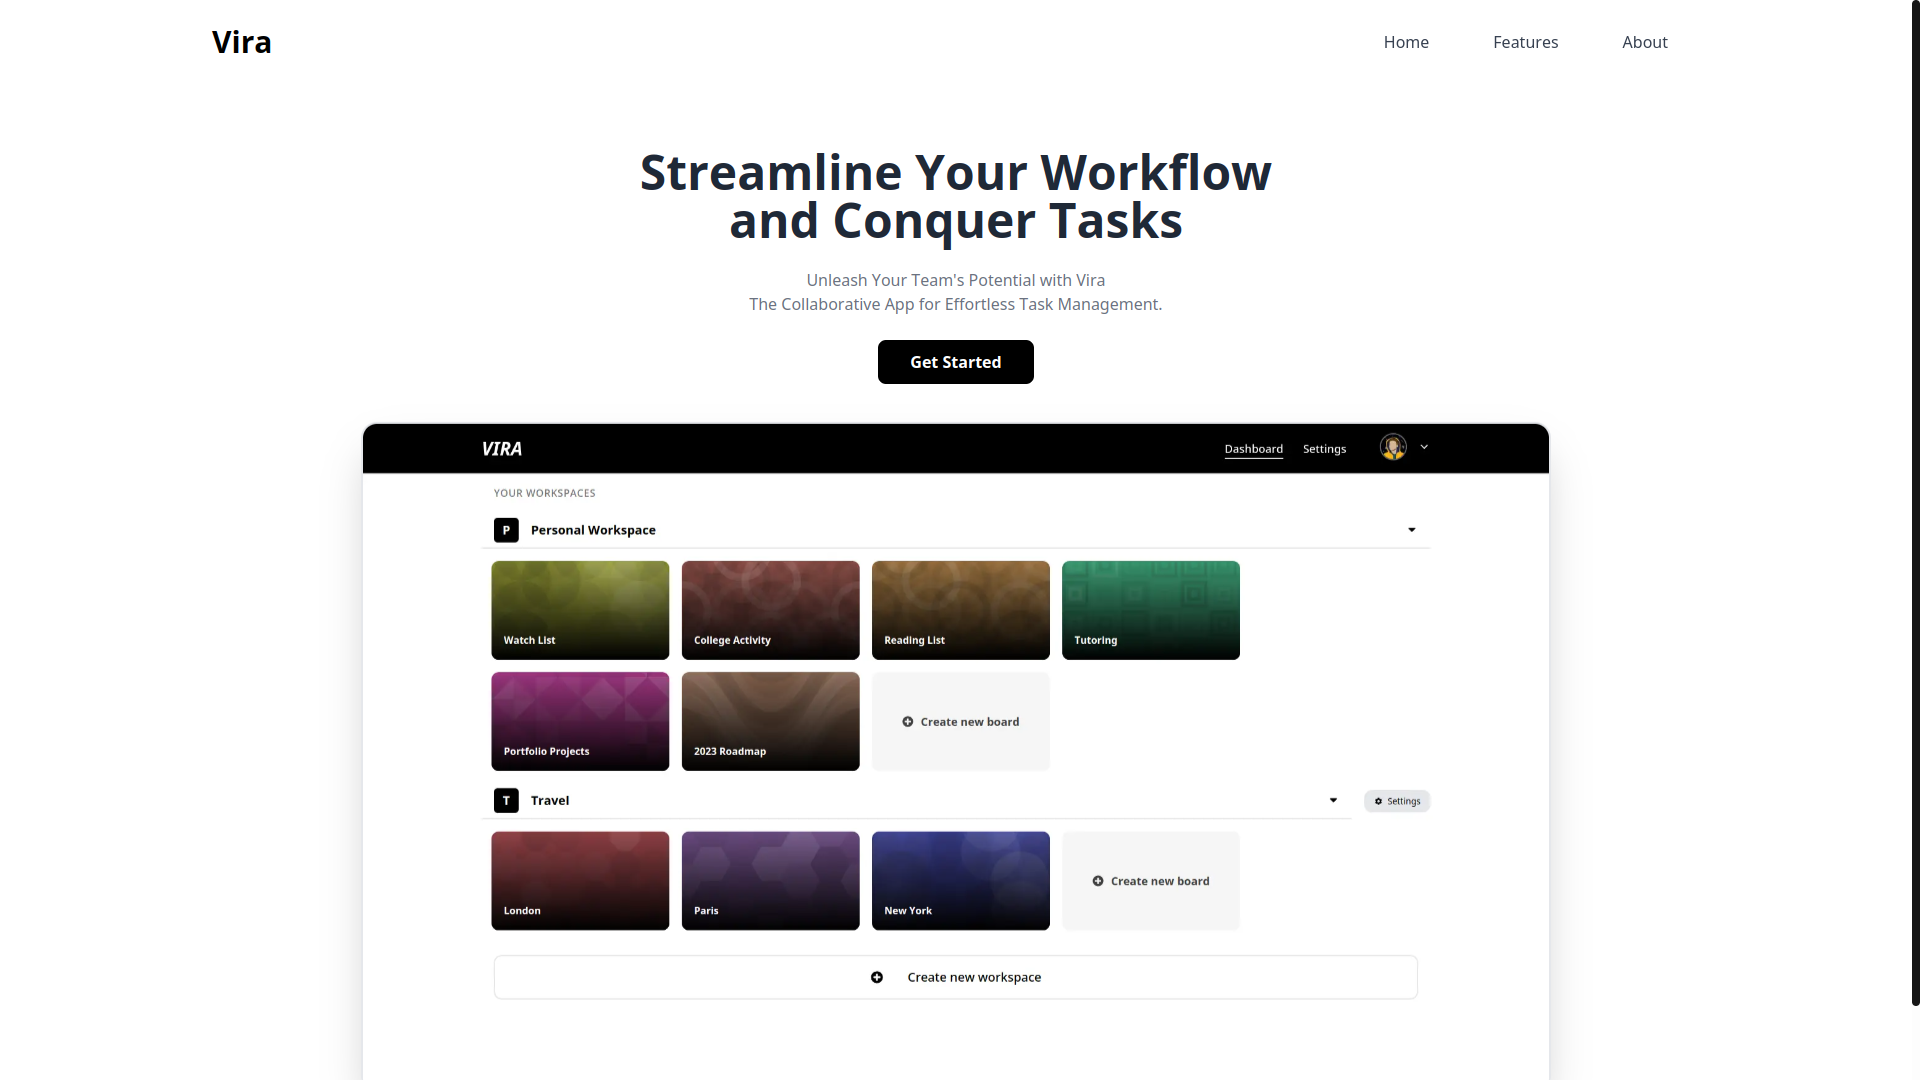 Vira
Home
Features
About
Streamline Your Workflow
and Conquer Tasks
Unleash Your Team's Potential with Vira
The Collaborative App for Effortless Task Management.
Get Started
VIRA
Dashboard
Settings
YOUR WORKSPACES
P
Personal Workspace
Watch List
College Activity
Reading List
Tutoring
Portfolio Projects
2023 Roadmap
Create new board
T
Travel
Settings
London
Paris
New York
Create new board
Create new workspace